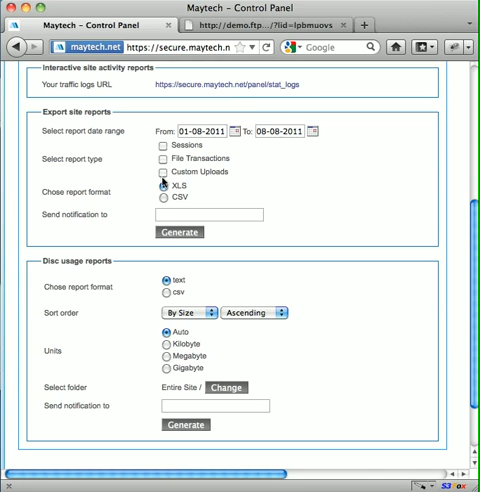 Maytech - Control Panel
Maytech - Control Panel
http://demo.ftp...?lid=lpbmuovs
maytech.net
https://secure.maytech.n
Google
Interactive site activity reports
Your traffic logs URL
https://secure.maytech.net/panel/stat_logs
Export site reports
Select report date range
From: 01-08-2011 To: 08-08-2011
Sessions
Select report type
File Transactions
Custom Uploads
Chose report format
XLS
CSV
Send notification to
Generate
Disc usage reports
Chose report format
text
csv
Sort order
By Size
Ascending
Units
Auto
Kilobyte
Megabyte
Gigabyte
Select folder
Entire Site /
Change
Send notification to
Generate
S3Fox